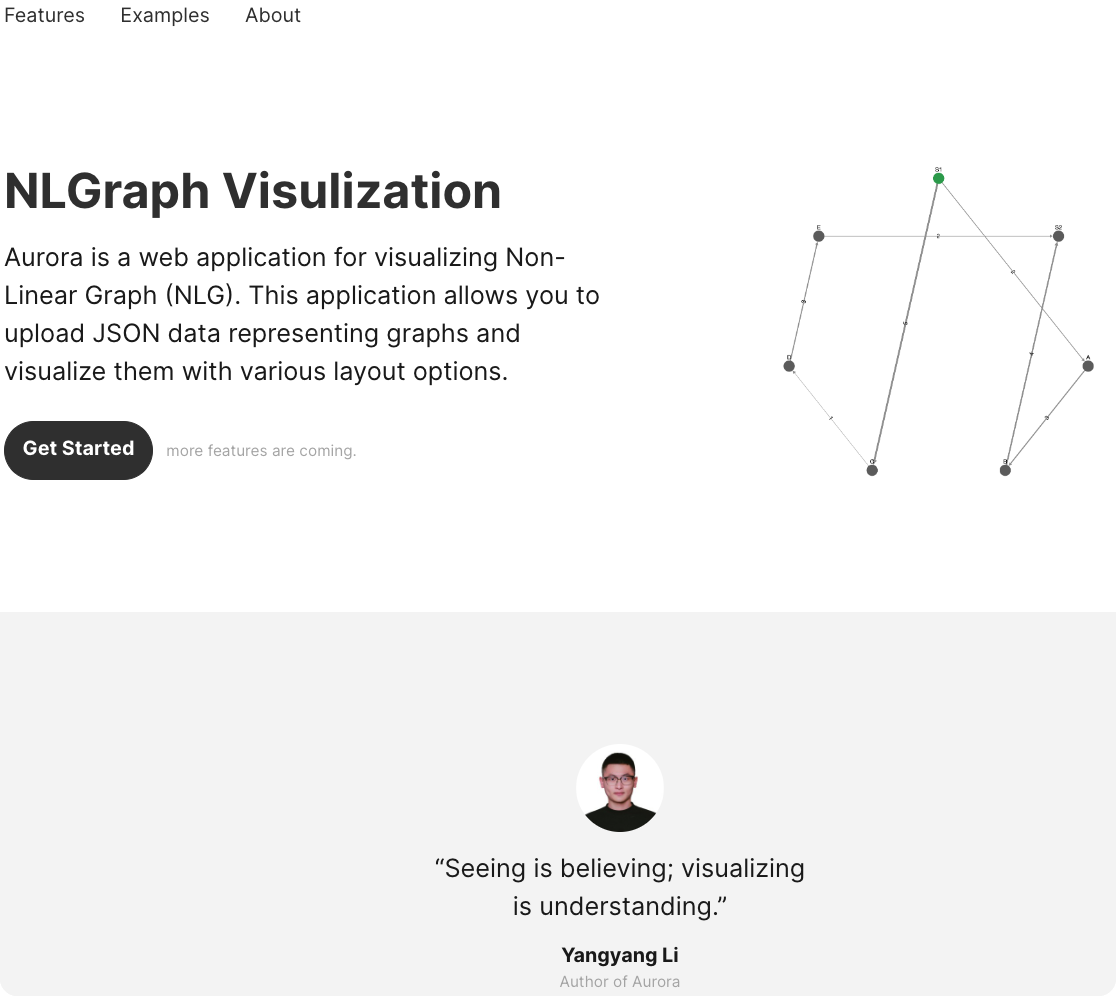 Features Examples About
NLGraph Visulization
Aurora is a web application for visualizing Non-
Linear Graph (NLG). This application allows you to
upload JSON data representing graphs and
visualize them with various layout options.
Get Started more features are coming.
S1
E
2
S2
D
A
C
B
“Seeing is believing; visualizing
is understanding.”
Yangyang Li
Author of Aurora